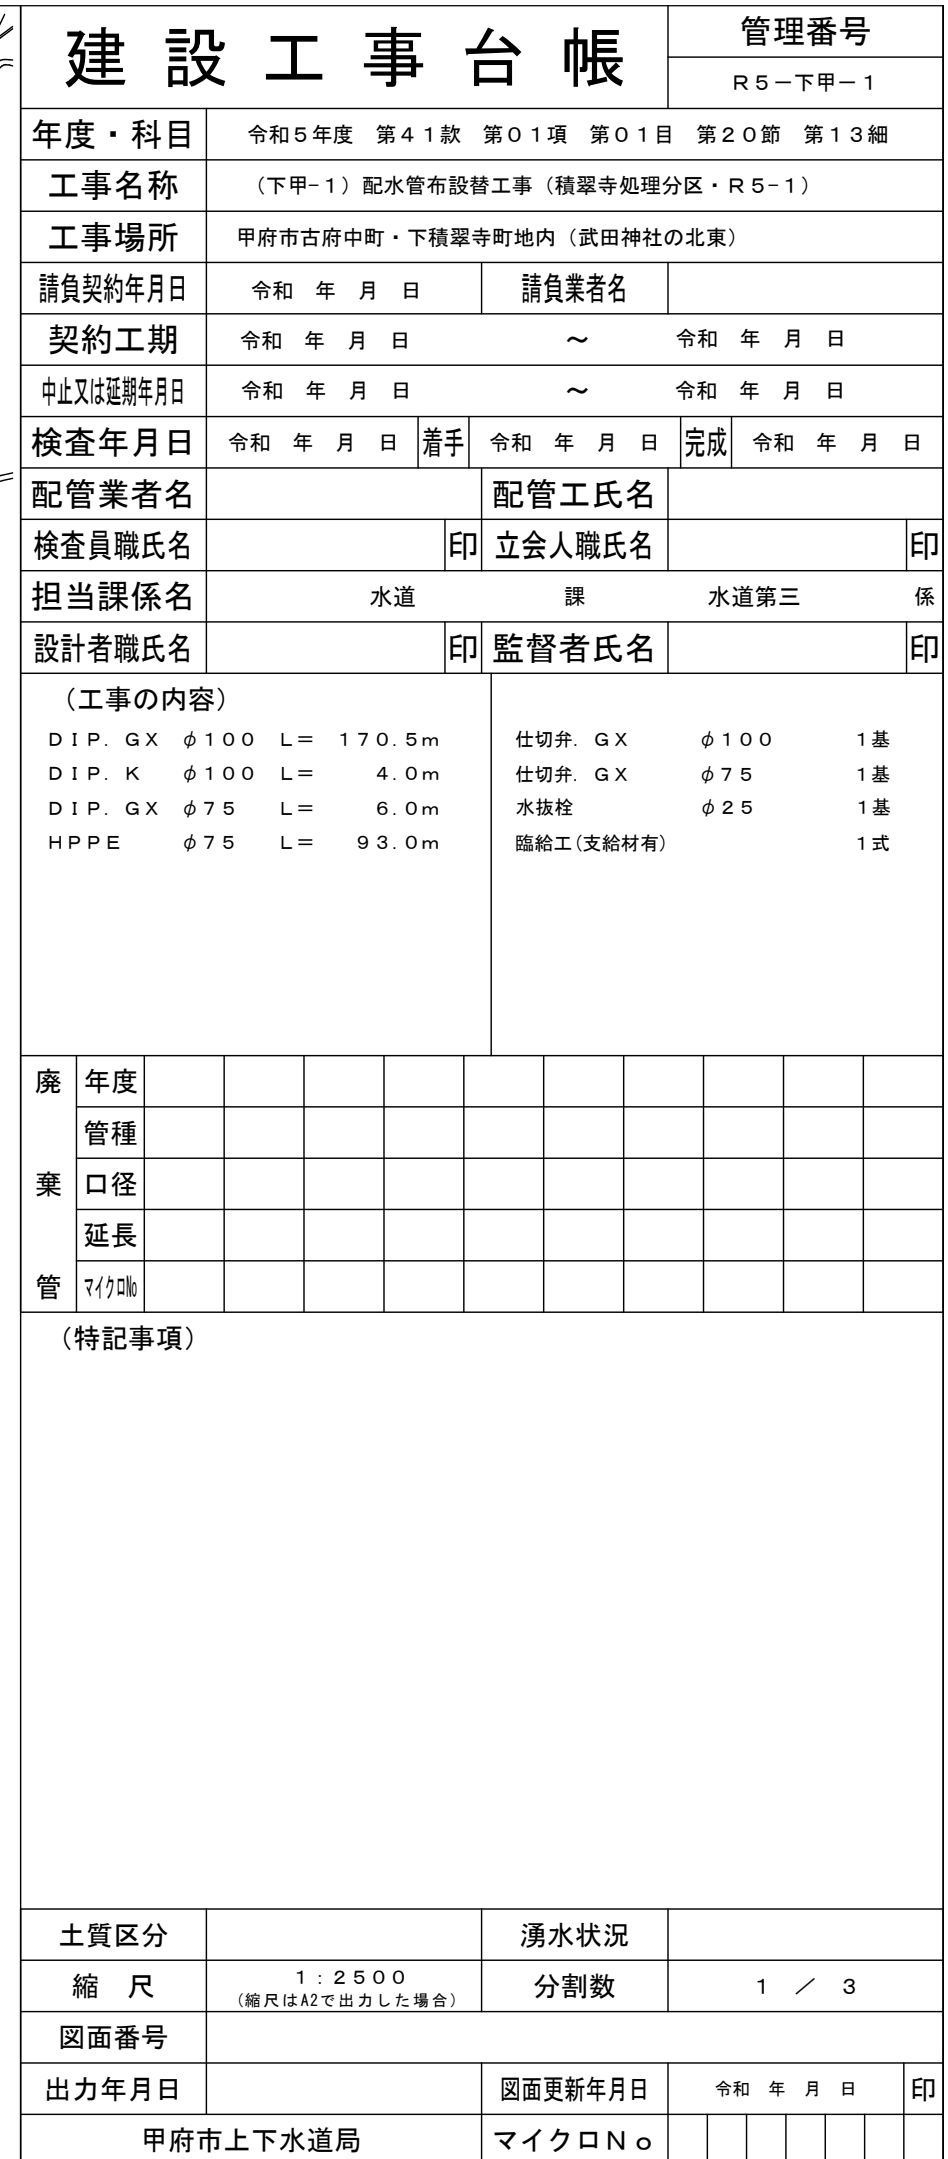 建設工事台帳
管理番号
Ｒ５－下甲－１
年度・科目 令和５年度 第４１款 第０１項 第０１目 第２０節 第１３細
工事名称 （下甲-１）配水管布設替工事（積翠寺処理分区・Ｒ５-１）
工事場所 甲府市古府中町・下積翠寺町地内（武田神社の北東）
請負契約年月日 令和 年 月 日 請負業者名
契約工期 令和 年 月 日 ～ 令和 年 月 日
中止又は延期年月日 令和 年 月 日 ～ 令和 年 月 日
検査年月日 令和 年 月 日 着手 令和 年 月 日 完成 令和 年 月 日
配管業者名 配管工氏名
検査員職氏名 印 立会人職氏名 印
担当課係名 水道 課 水道第三 係
設計者職氏名 印 監督者氏名 印
（工事の内容）
ＤＩＰ．ＧＸ φ１００ Ｌ＝ １７０．５ｍ
ＤＩＰ．Ｋ φ１００ Ｌ＝ ４．０ｍ
ＤＩＰ．ＧＸ φ７５ Ｌ＝ ６．０ｍ
ＨＰＰＥ φ７５ Ｌ＝ ９３．０ｍ
仕切弁．ＧＸ φ１００ １基
仕切弁．ＧＸ φ７５ １基
水抜栓 φ２５ １基
臨給工(支給材有) １式
廃棄管
年度
管種
口径
延長
マイクロ№
（特記事項）
土質区分 湧水状況
縮 尺 １：２５００ 分割数 １ ／ ３
（縮尺はA2で出力した場合）
図面番号
出力年月日 図面更新年月日 令和 年 月 日 印
甲府市上下水道局 マイクロＮｏ